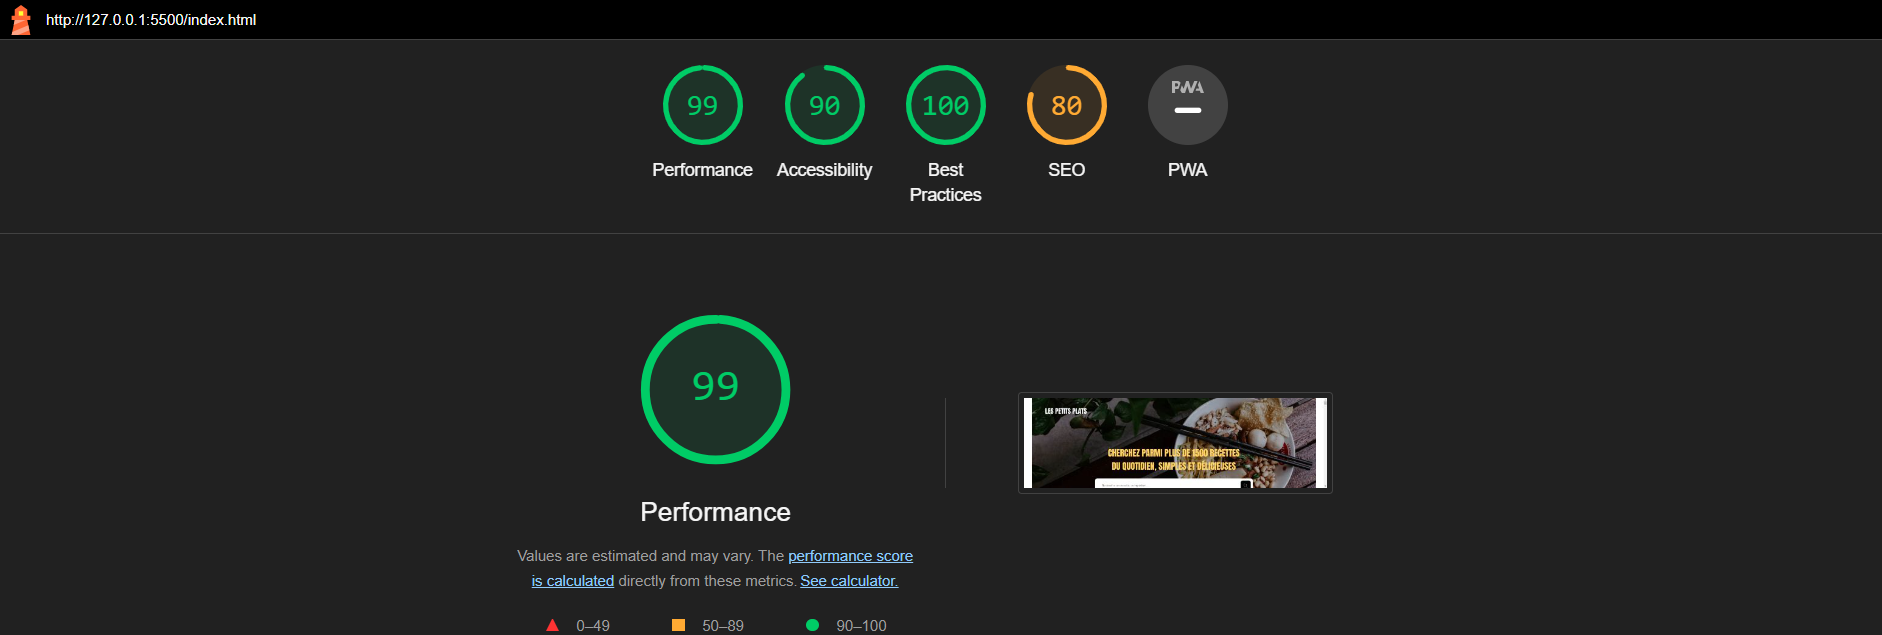 http://127.0.0.1:5500/index.html
99
90
100
80
PWA
Performance
Accessibility
Best
Practices
SEO
PWA
99
Performance
Values are estimated and may vary. The performance score
is calculated directly from these metrics. See calculator.
0–49
50–89
90–100
LES PETITS PLATS
CHERCHEZ PARMI PLUS DE 1500 RECETTES
DU QUOTIDIEN, SIMPLES ET DÉLICIEUSES